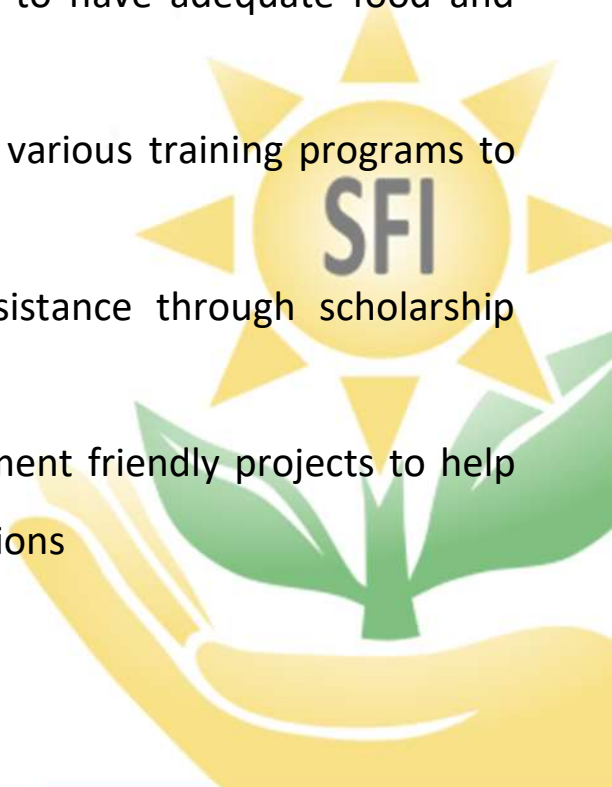 to have adequate food and
various training programs to
SFI
sistance through scholarship
ment friendly projects to help
ions